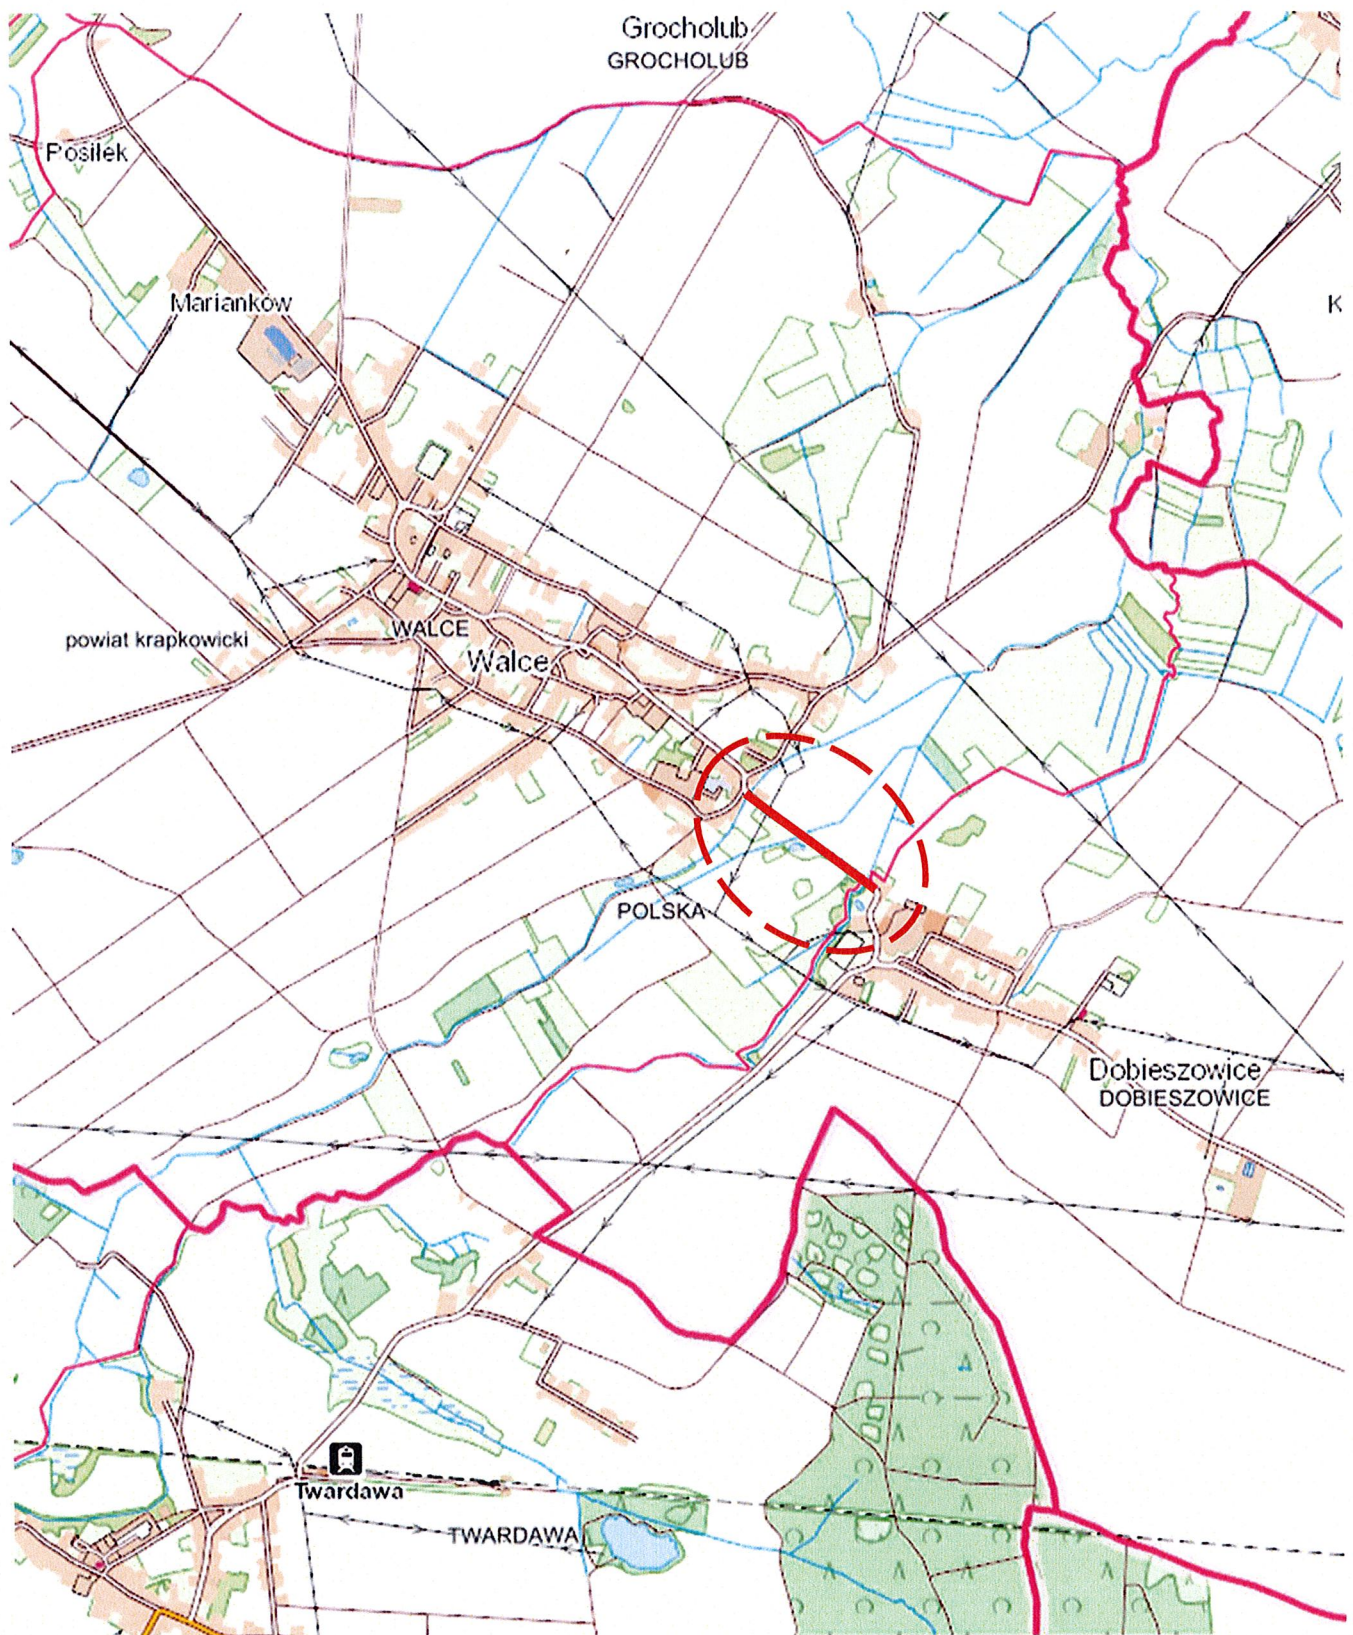 Grocholub
GROCHOLUB
Posiłek
Marianków
K
WALCE
powiat krapkowicki
Walce
POLSKA
Dobieszowice
DOBIESZOWICE
Twardawa
TWARDAWA